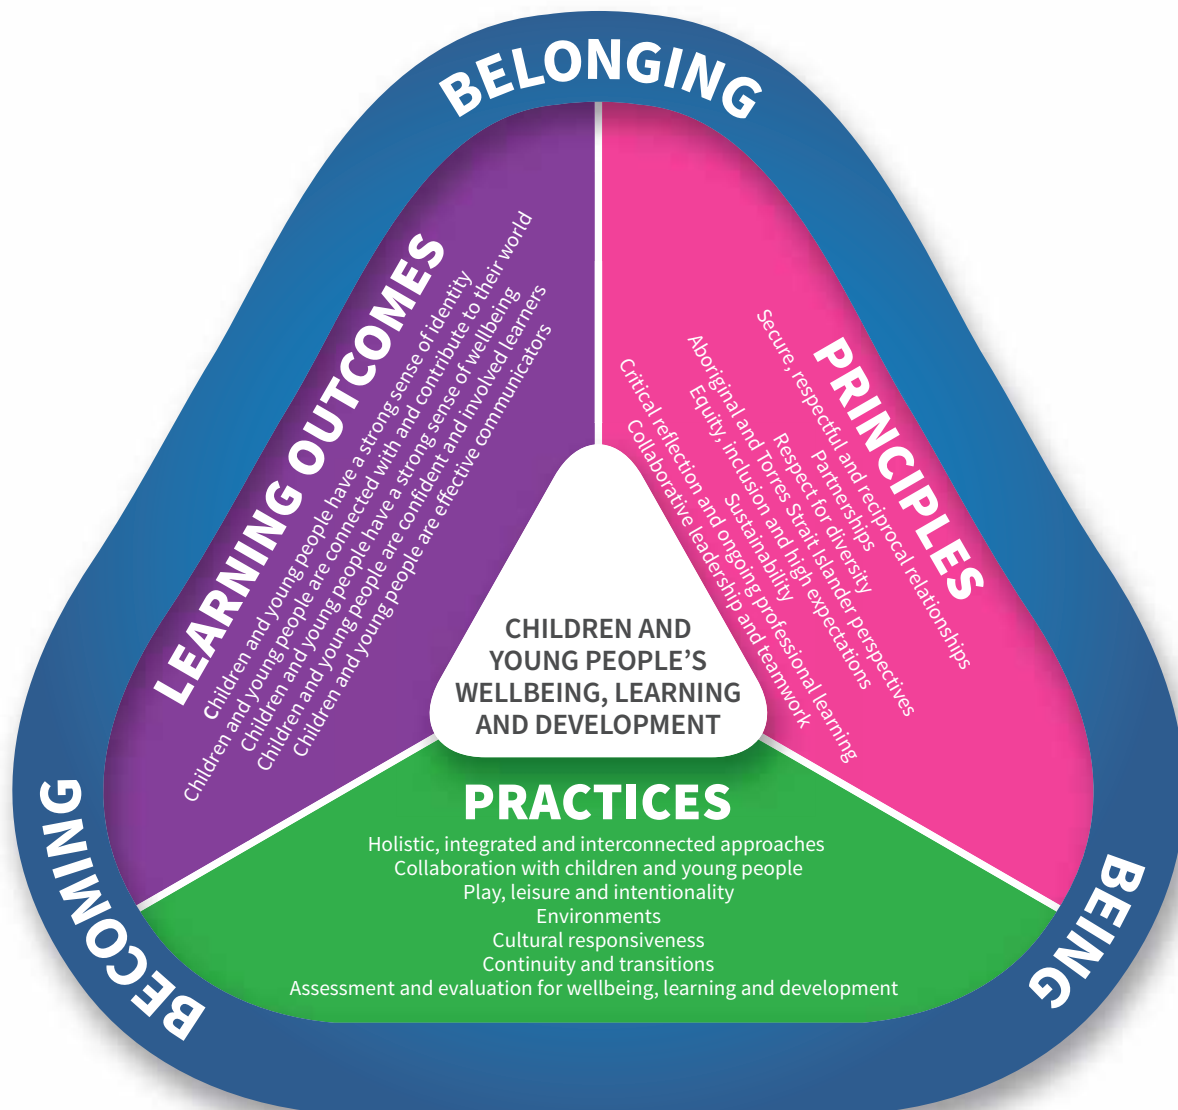 BELONGING
LEARNING OUTCOMES
Children and young people have a strong sense of identity
Children and young people are connected with and contribute to their world
Children and young people have a strong sense of wellbeing
Children and young people are confident and involved learners
Children and young people are effective communicators
PRINCIPLES
Secure, respectful and reciprocal relationships
Partnerships
Respect for diversity
Aboriginal and Torres Strait Islander perspectives
Equity, inclusion and high expectations
Sustainability
Critical reflection and ongoing professional learning
Collaborative leadership and teamwork
CHILDREN AND
YOUNG PEOPLE’S
WELLBEING, LEARNING
AND DEVELOPMENT
PRACTICES
Holistic, integrated and interconnected approaches
Collaboration with children and young people
Play, leisure and intentionality
Environments
Cultural responsiveness
Continuity and transitions
Assessment and evaluation for wellbeing, learning and development
BECOMING
BEING